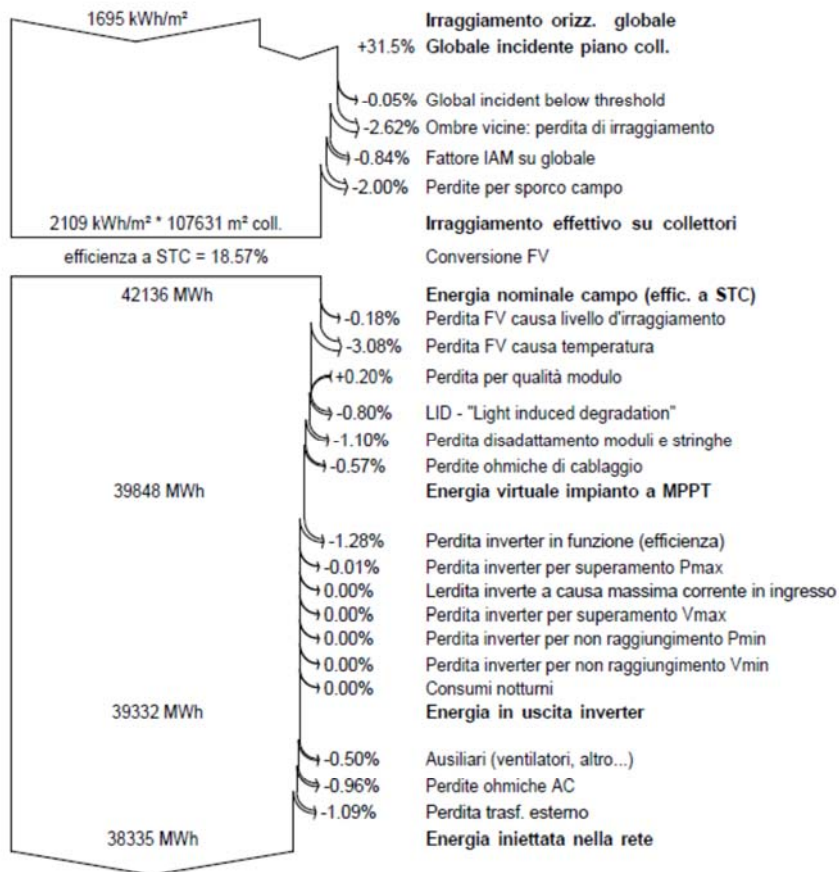 1695 kWh/m² Irraggiamento orizz. globale
+31.5% Globale incidente piano coll.
-0.05% Global incident below threshold
-2.62% Ombre vicine: perdita di irraggiamento
-0.84% Fattore IAM su globale
-2.00% Perdite per sporco campo
2109 kWh/m² * 107631 m² coll. Irraggiamento effettivo su collettori
efficienza a STC = 18.57% Conversione FV
42136 MWh Energia nominale campo (effic. a STC)
-0.18% Perdita FV causa livello d'irraggiamento
-3.08% Perdita FV causa temperatura
+0.20% Perdita per qualità modulo
-0.80% LID - "Light induced degradation"
-1.10% Perdita disadattamento moduli e stringhe
-0.57% Perdite ohmiche di cablaggio
39848 MWh Energia virtuale impianto a MPPT
-1.28% Perdita inverter in funzione (efficienza)
-0.01% Perdita inverter per superamento Pmax
0.00% Lerdita inverte a causa massima corrente in ingresso
0.00% Perdita inverter per superamento Vmax
0.00% Perdita inverter per non raggiungimento Pmin
0.00% Perdita inverter per non raggiungimento Vmin
0.00% Consumi notturni
39332 MWh Energia in uscita inverter
-0.50% Ausiliari (ventilatori, altro...)
-0.96% Perdite ohmiche AC
-1.09% Perdita trasf. esterno
38335 MWh Energia iniettata nella rete